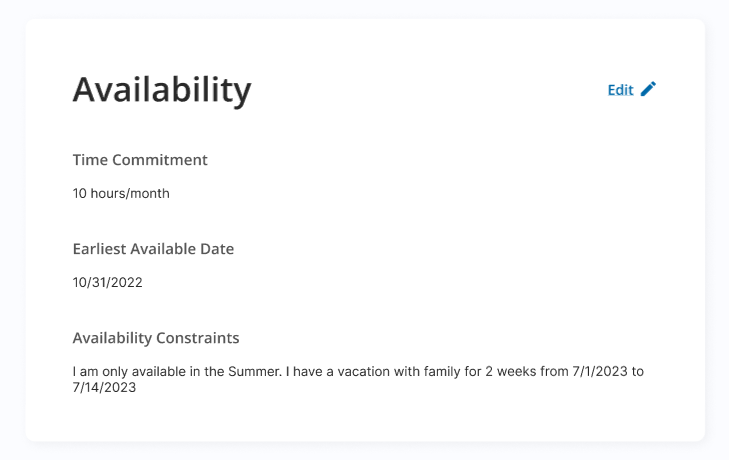 Availability
Edit
Time Commitment
10 hours/month
Earliest Available Date
10/31/2022
Availability Constraints
I am only available in the Summer. I have a vacation with family for 2 weeks from 7/1/2023 to
7/14/2023